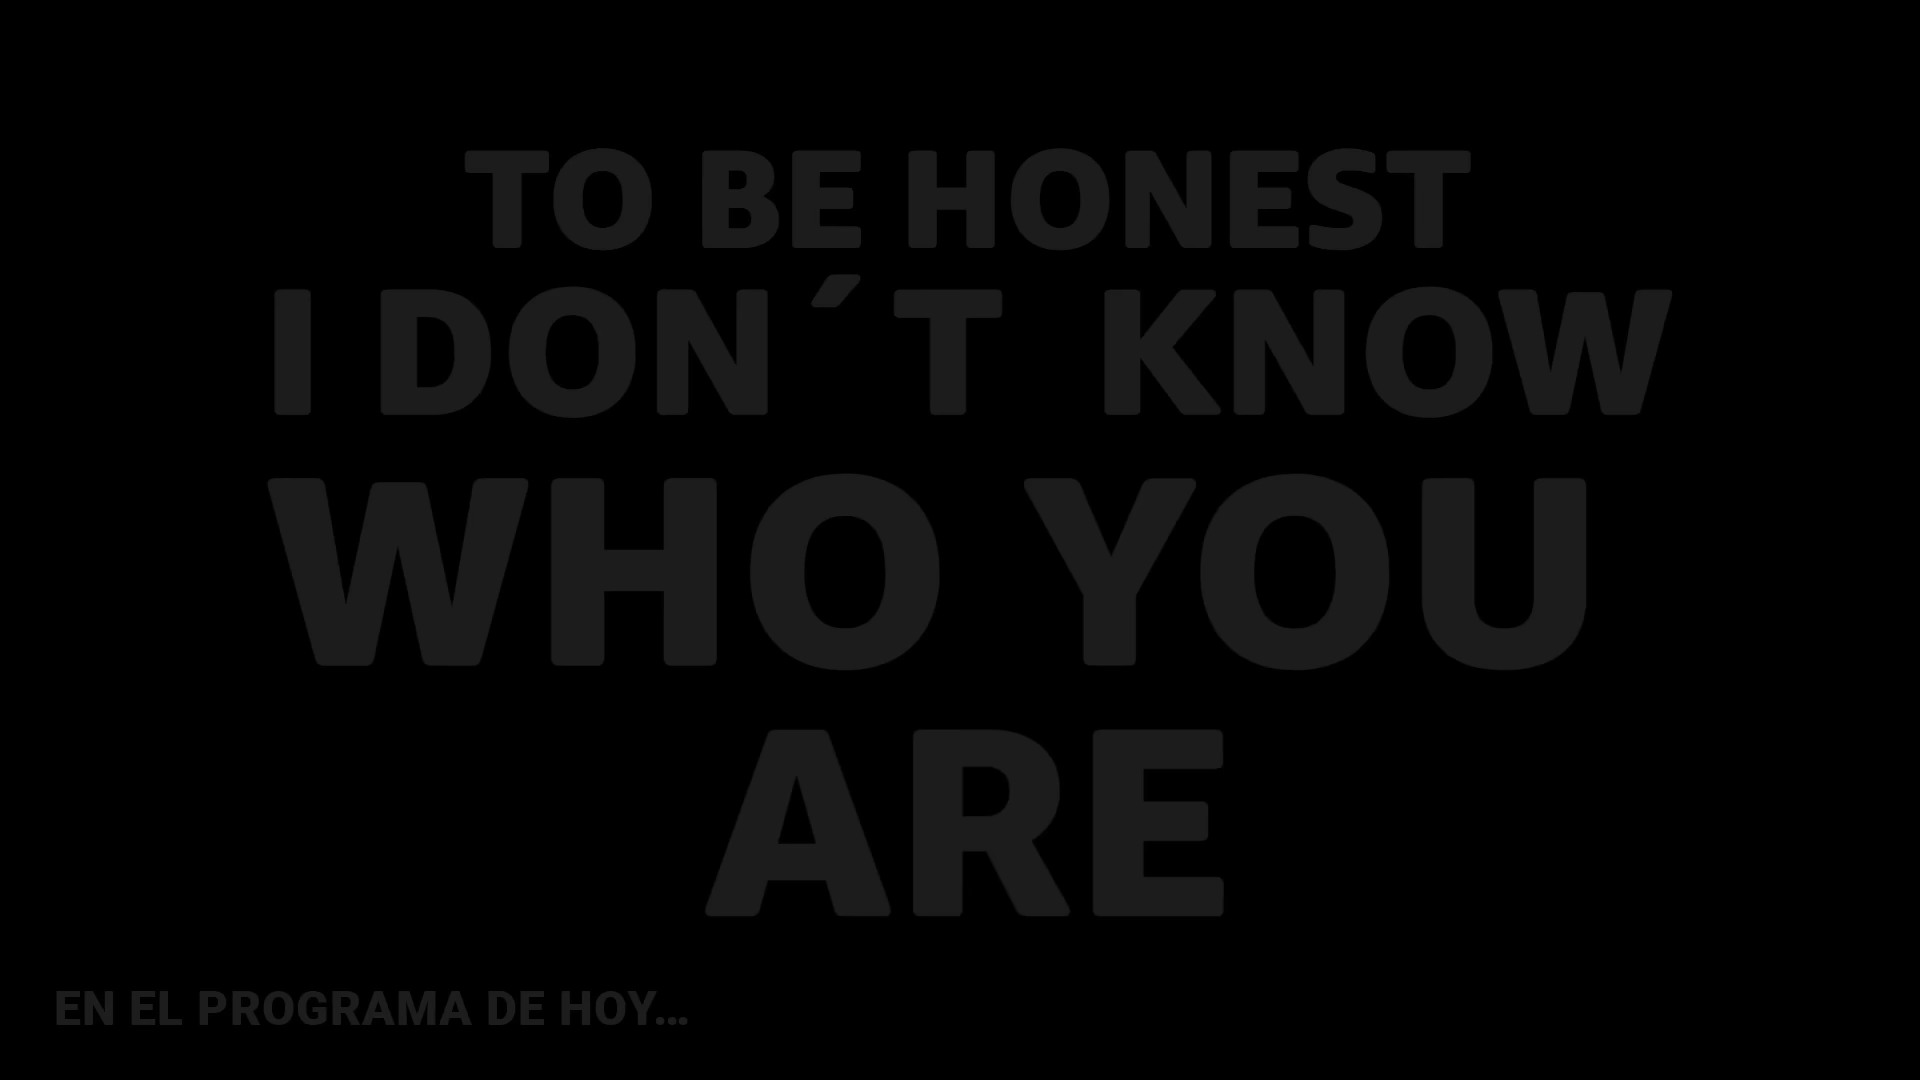 TO BE HONEST
I DON´T KNOW
WHO YOU
ARE
EN EL PROGRAMA DE HOY...